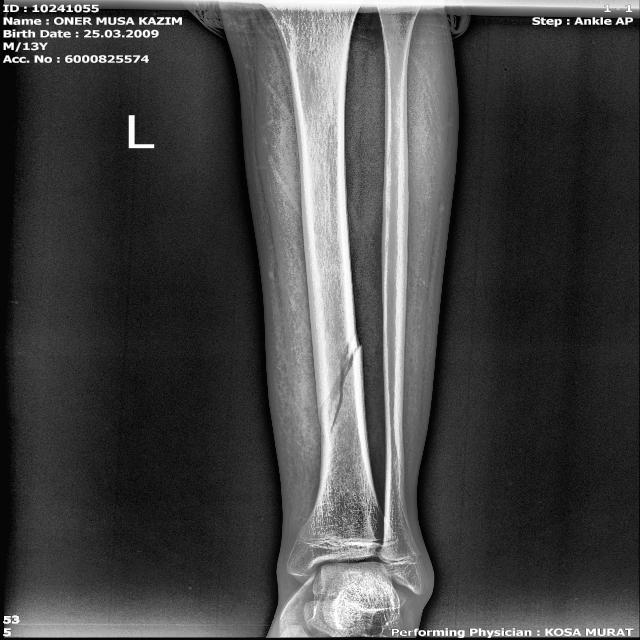 ID : 10241055
Name : ONER MUSA KAZIM
Birth Date : 25.03.2009
M/13Y
Acc. No : 6000825574
1 - 1
Step : Ankle AP
L
53
5
Performing Physician : KOSA MURAT